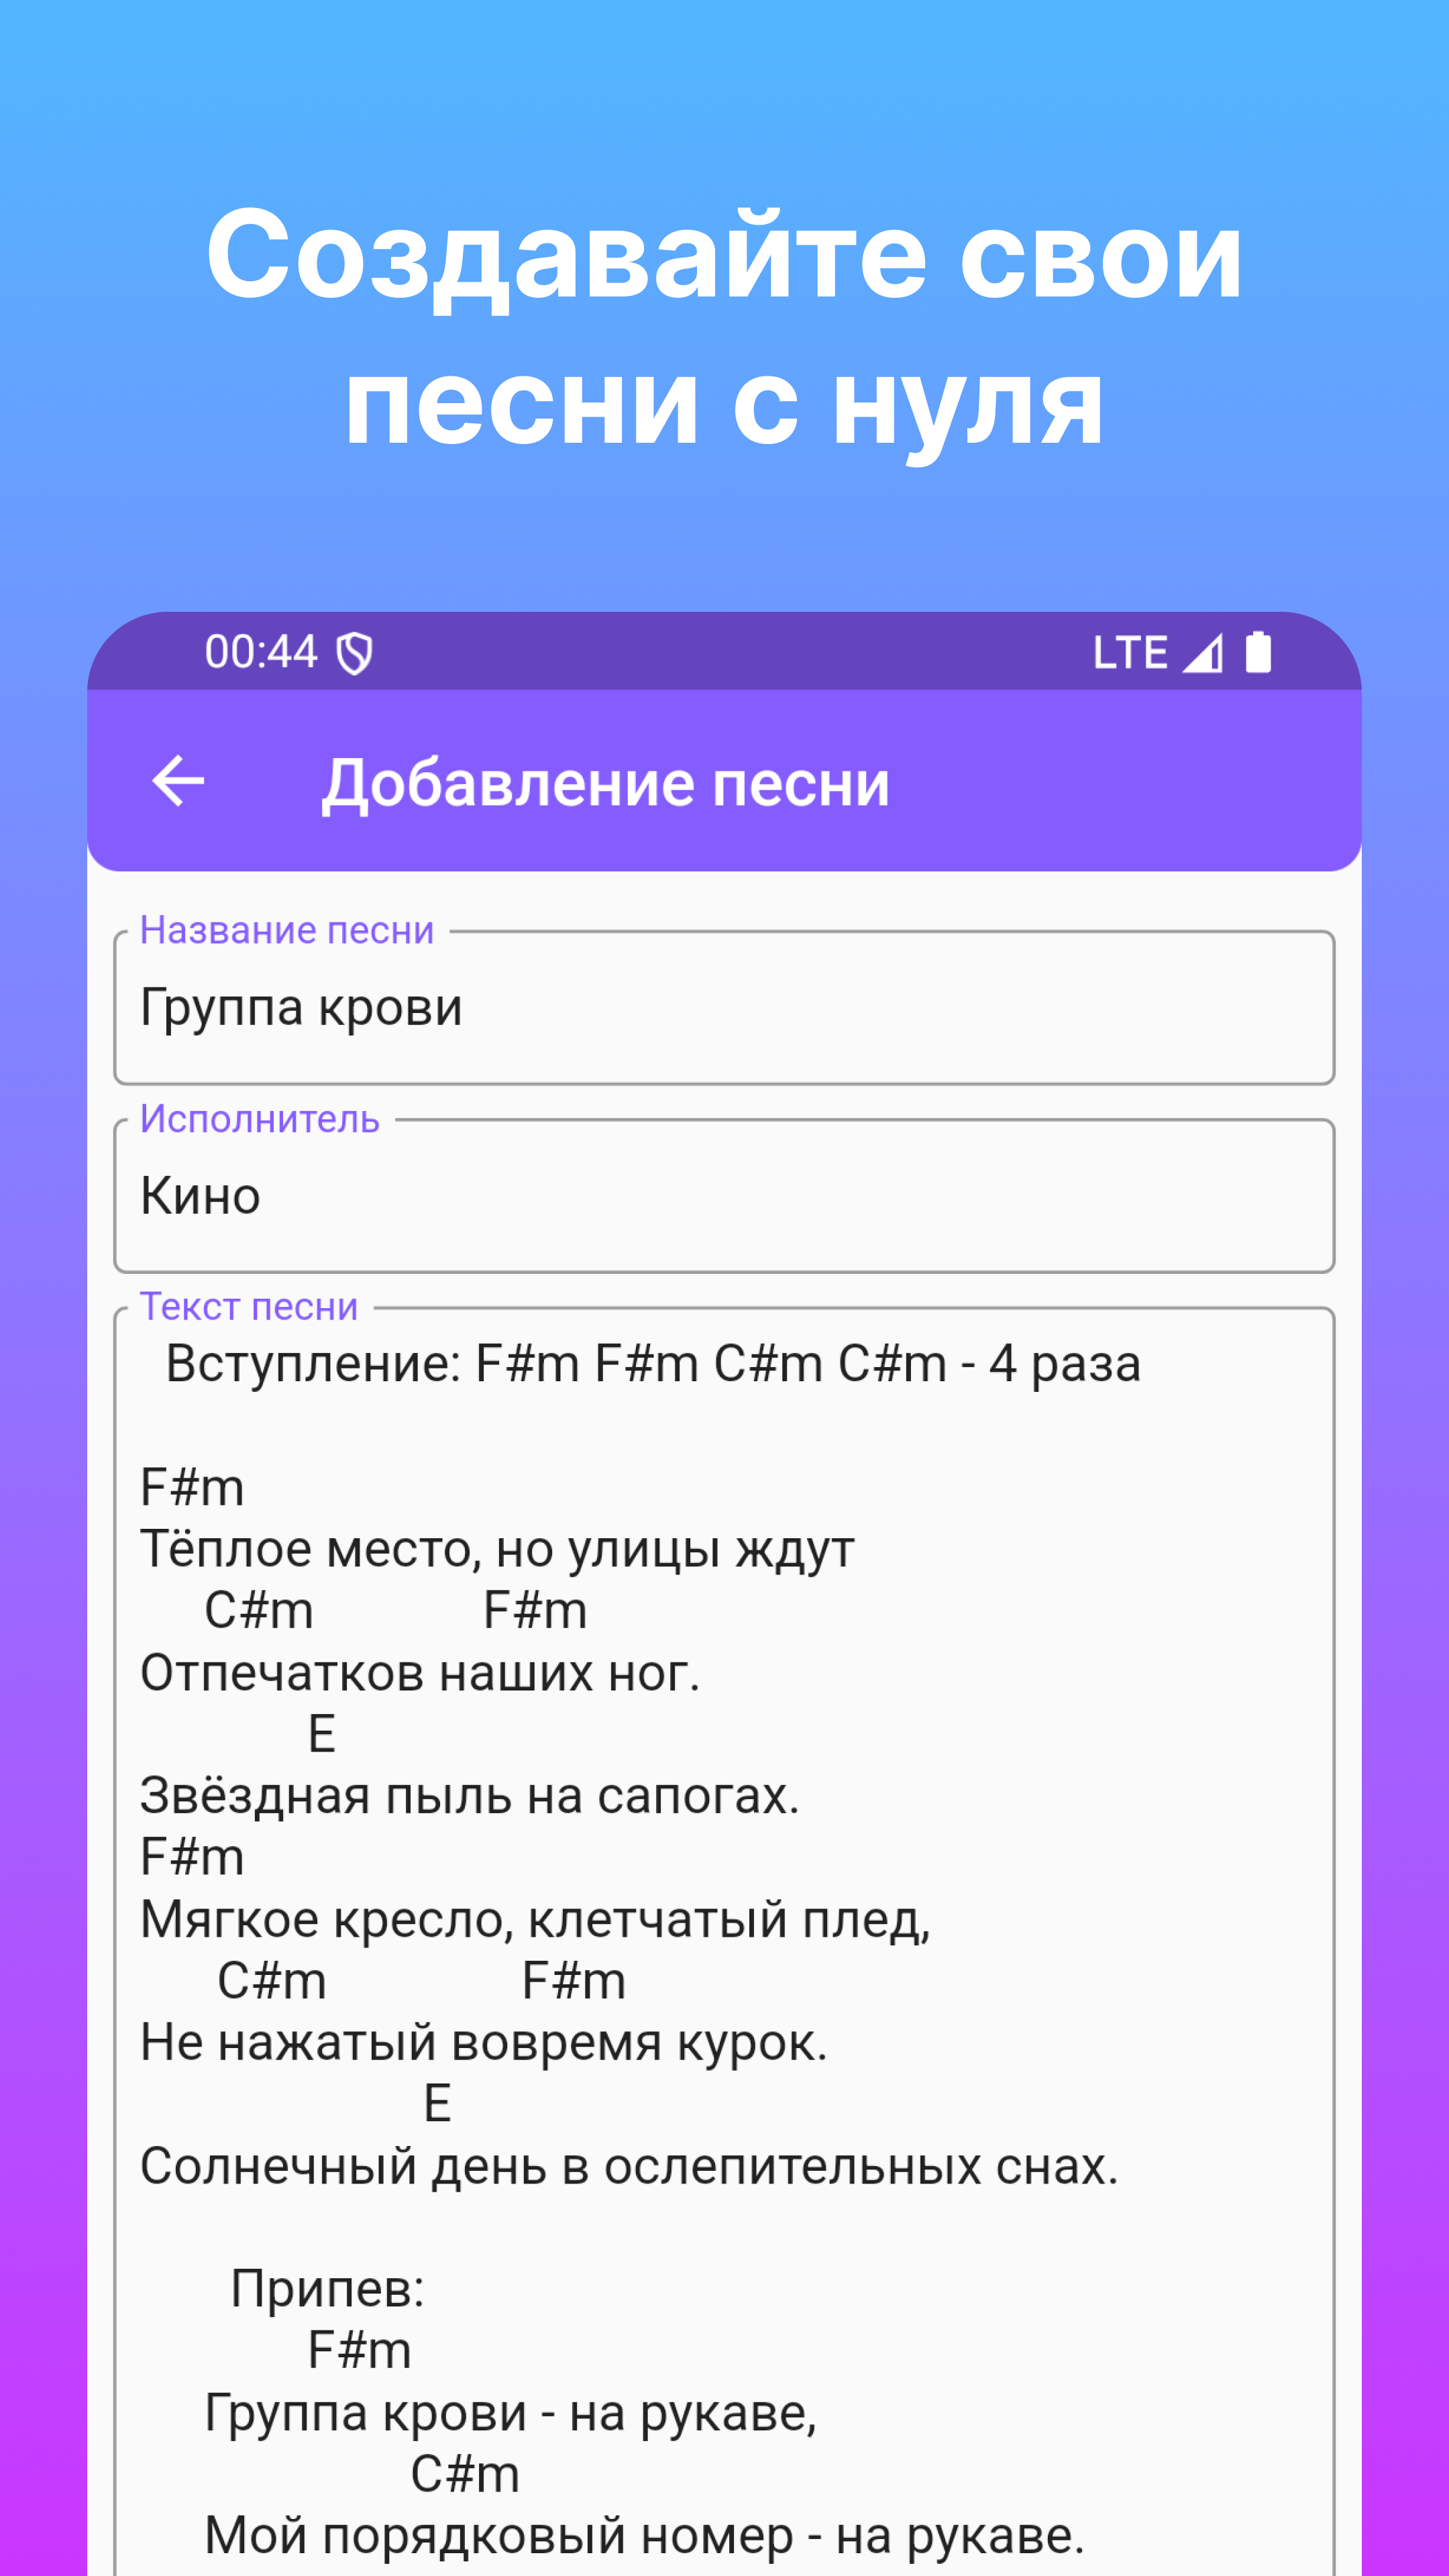 Создавайте свои
песни с нуля
00:44 LTE
Добавление песни
Название песни
Группа крови
Исполнитель
Кино
Текст песни
Вступление: F#m F#m C#m C#m - 4 раза
F#m
Тёплое место, но улицы ждут
C#m F#m
Отпечатков наших ног.
E
Звёздная пыль на сапогах.
F#m
Мягкое кресло, клетчатый плед,
C#m F#m
Не нажатый вовремя курок.
E
Солнечный день в ослепительных снах.
Припев:
F#m
Группа крови - на рукаве,
C#m
Мой порядковый номер - на рукаве.